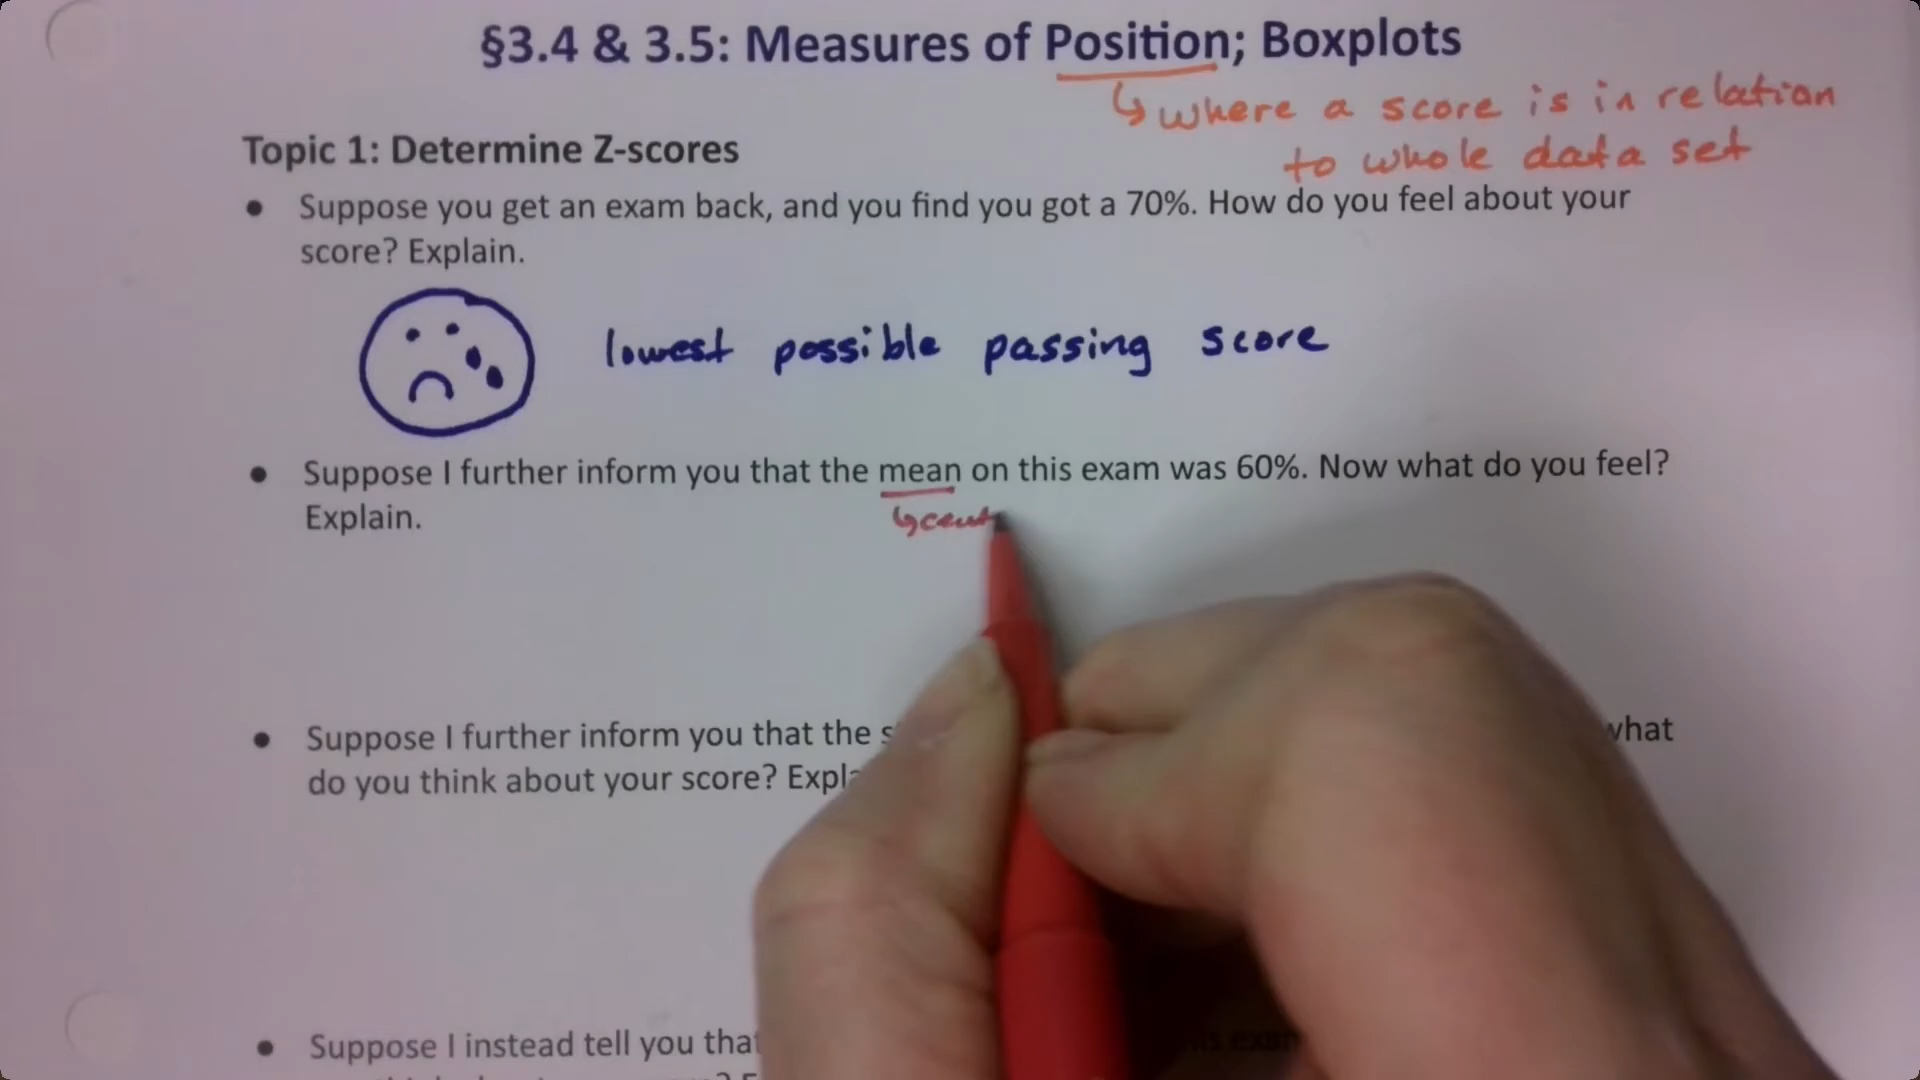 §3.4 & 3.5: Measures of Position; Boxplots
↳ where a score is in relation
to whole data set
Topic 1: Determine Z-scores
• Suppose you get an exam back, and you find you got a 70%. How do you feel about your
score? Explain.
lowest possible passing score
• Suppose I further inform you that the mean on this exam was 60%. Now what do you feel?
Explain.
↳ cent
• Suppose I further inform you that the s what
do you think about your score? Expla
• Suppose I instead tell you that